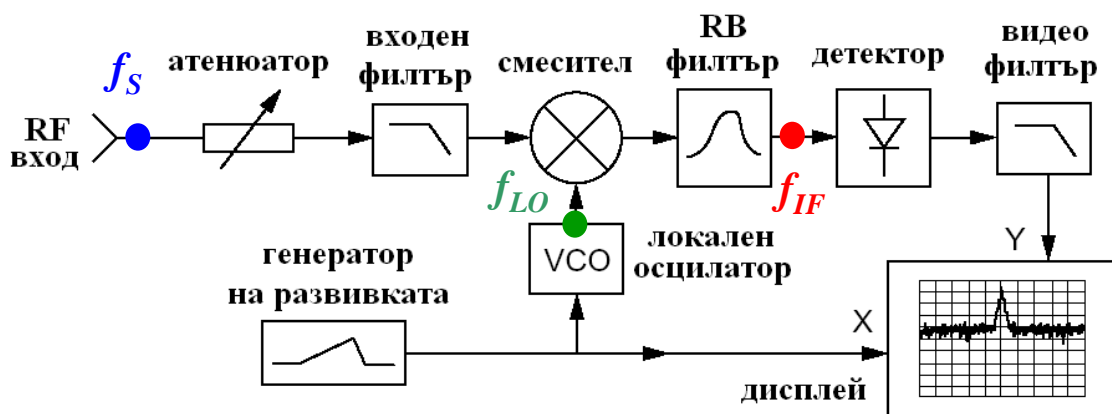 RF
вход
f_S
атенюатор
входен
филтър
смесител
RB
филтър
детектор
видео
филтър
f_LO
f_IF
VCO
локален
осцилатор
генератор
на развивката
X
Y
дисплей